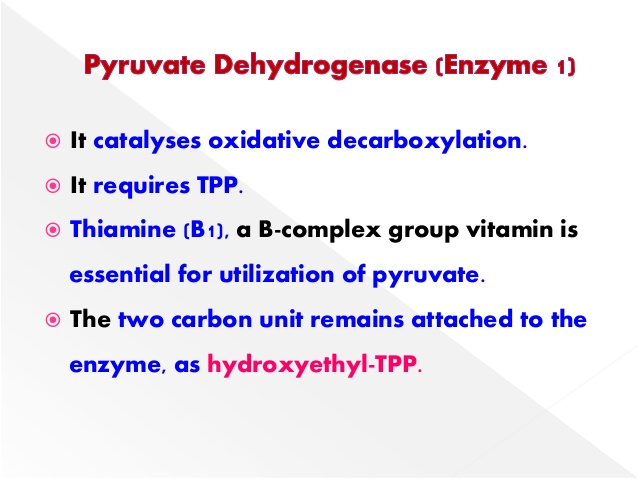 Pyruvate Dehydrogenase (Enzyme 1)
It catalyses oxidative decarboxylation.
It requires TPP.
Thiamine (B1), a B-complex group vitamin is
essential for utilization of pyruvate.
The two carbon unit remains attached to the
enzyme, as hydroxyethyl-TPP.